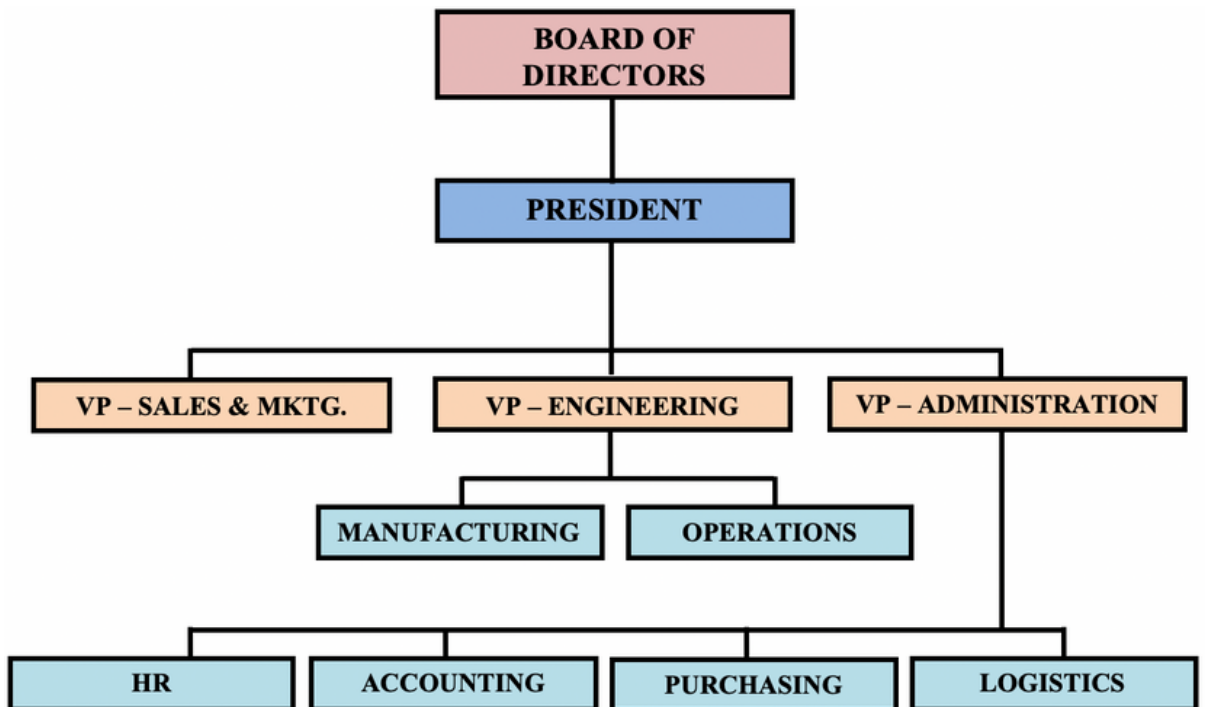 BOARD OF
DIRECTORS
PRESIDENT
VP – SALES & MKTG.
VP – ENGINEERING
VP – ADMINISTRATION
MANUFACTURING
OPERATIONS
HR
ACCOUNTING
PURCHASING
LOGISTICS